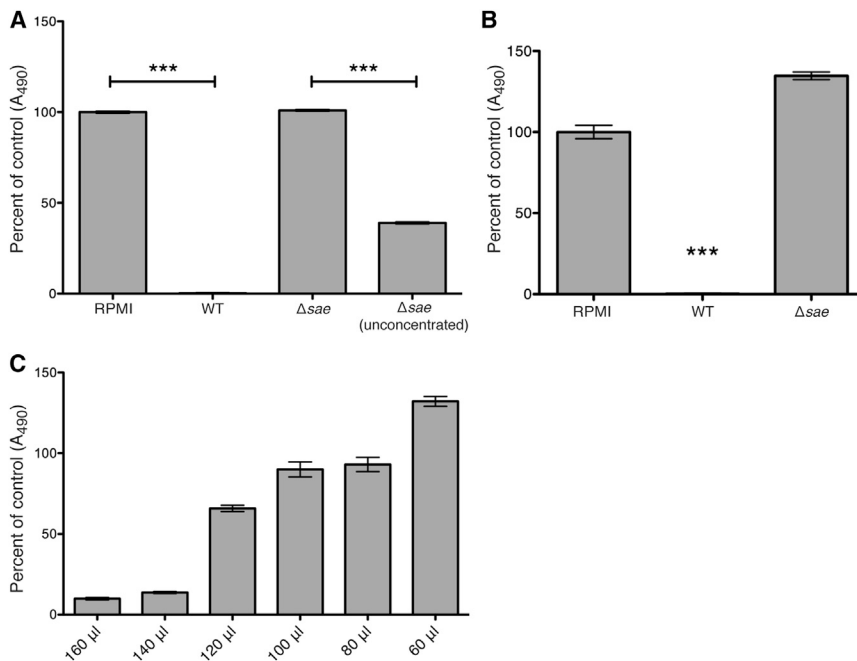 A
Percent of control (A490)
150
100
50
0
***
***
RPMI
WT
Δsae
Δsae
(unconcentrated)
B
Percent of control (A490)
150
100
50
0
***
RPMI
WT
Δsae
C
Percent of control (A490)
150
100
50
0
160 µl
140 µl
120 µl
100 µl
80 µl
60 µl